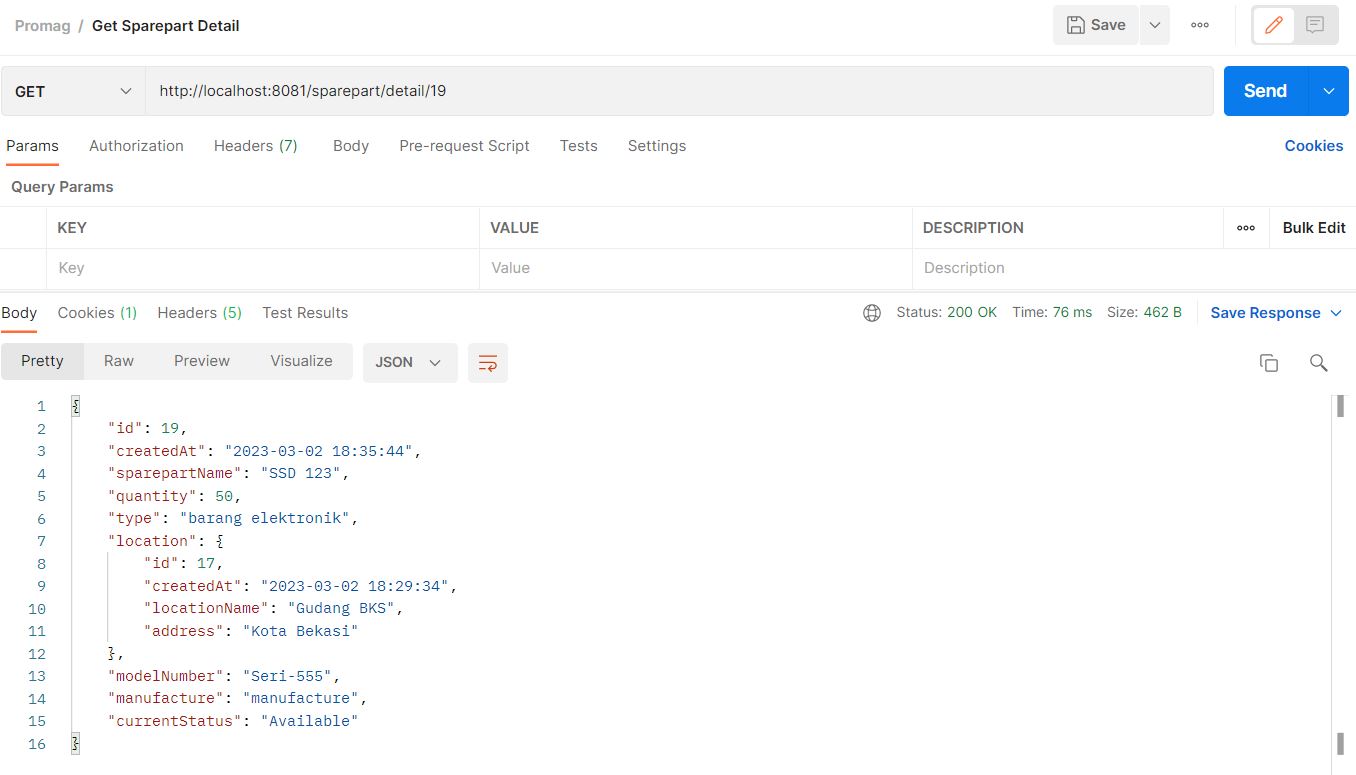 Promag / Get Sparepart Detail
Save
GET http://localhost:8081/sparepart/detail/19 Send
Params Authorization Headers (7) Body Pre-request Script Tests Settings Cookies
Query Params
KEY VALUE DESCRIPTION Bulk Edit
Key Value Description
Body Cookies (1) Headers (5) Test Results Status: 200 OK Time: 76 ms Size: 462 B Save Response
Pretty Raw Preview Visualize JSON
1 {
2 "id": 19,
3 "createdAt": "2023-03-02 18:35:44",
4 "sparepartName": "SSD 123",
5 "quantity": 50,
6 "type": "barang elektronik",
7 "location": {
8 "id": 17,
9 "createdAt": "2023-03-02 18:29:34",
10 "locationName": "Gudang BKS",
11 "address": "Kota Bekasi"
12 },
13 "modelNumber": "Seri-555",
14 "manufacture": "manufacture",
15 "currentStatus": "Available"
16 }